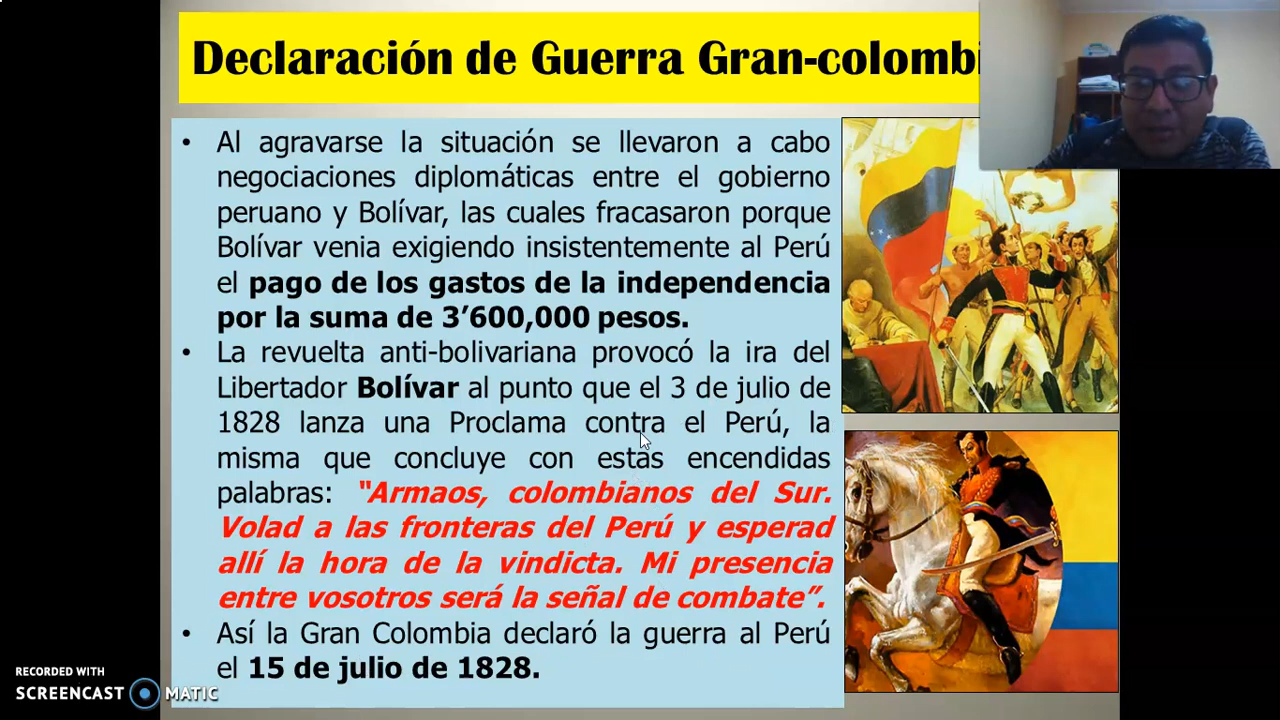 Declaración de Guerra Gran-colombi
• Al agravarse la situación se llevaron a cabo
negociaciones diplomáticas entre el gobierno
peruano y Bolívar, las cuales fracasaron porque
Bolívar venia exigiendo insistentemente al Perú
el pago de los gastos de la independencia
por la suma de 3’600,000 pesos.
• La revuelta anti-bolivariana provocó la ira del
Libertador Bolívar al punto que el 3 de julio de
1828 lanza una Proclama contra el Perú, la
misma que concluye con estas encendidas
palabras: “Armaos, colombianos del Sur.
Volad a las fronteras del Perú y esperad
allí la hora de la vindicta. Mi presencia
entre vosotros será la señal de combate”.
• Así la Gran Colombia declaró la guerra al Perú
el 15 de julio de 1828.
RECORDED WITH
SCREENCAST MATIC